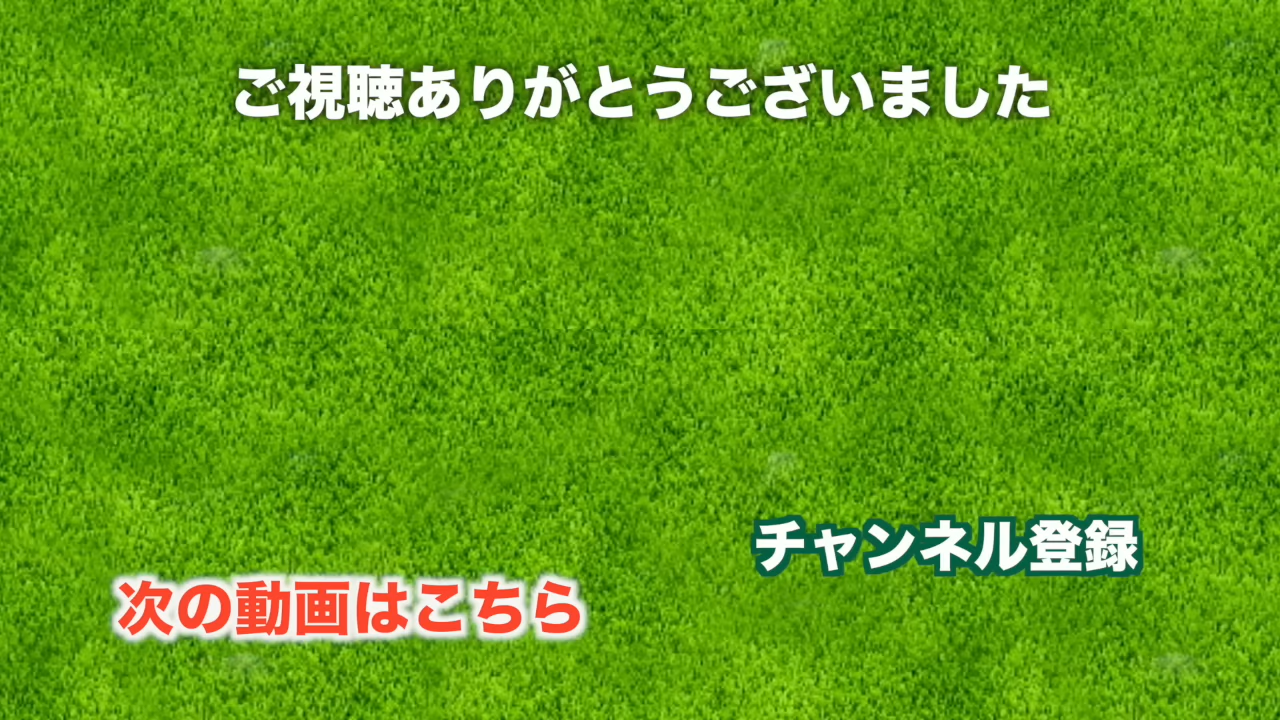 ご視聴ありがとうございました
チャンネル登録
次の動画はこちら